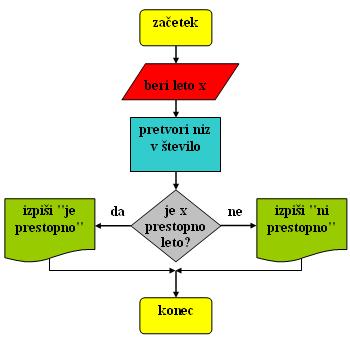 začetek
beri leto x
pretvori niz
v število
je x
prestopno
leto?
da
ne
izpiši "je
prestopno"
izpiši "ni
prestopno"
konec